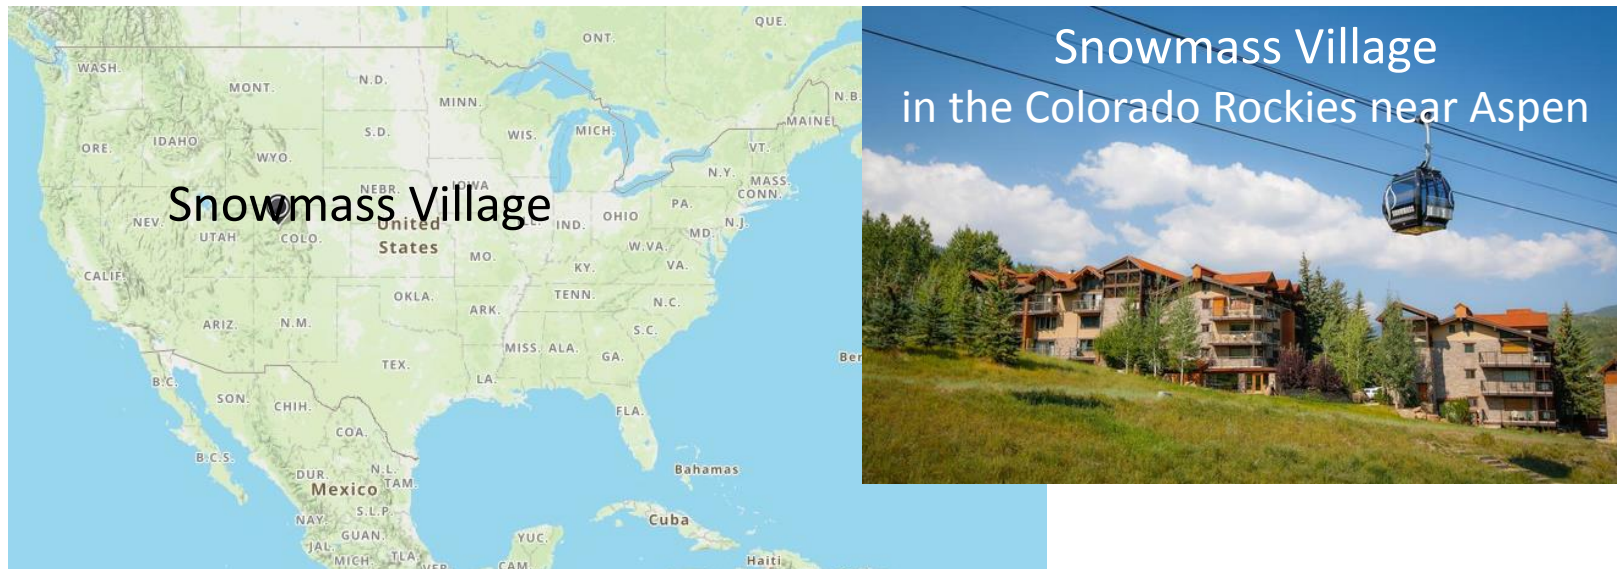 QUE.
ONT.
WASH.
MONT.
N.D.
MINN.
N.B.
MAINE
ORE.
IDAHO
S.D.
WIS.
MICH.
VT.
WYO.
N.Y.
MASS.
CONN.
NEBR.
IOWA
Snowmass Village
NEV.
UTAH
COLO.
United
States
IND.
OHIO
PA.
N.J.
MD.
W.VA.
VA.
CALIF.
MO.
KY.
OKLA.
TENN.
N.C.
ARK.
ARIZ.
N.M.
S.C.
MISS.
ALA.
GA.
TEX.
LA.
B.C.
SON.
CHIH.
FLA.
COA.
B.C.S.
DUR.
N.L.
TAM.
Mexico
Bahamas
NAY.
S.L.P.
GUAN.
JAL.
MICH.
TLA.
Cuba
YUC.
CAM.
Haiti
Snowmass Village
in the Colorado Rockies near Aspen